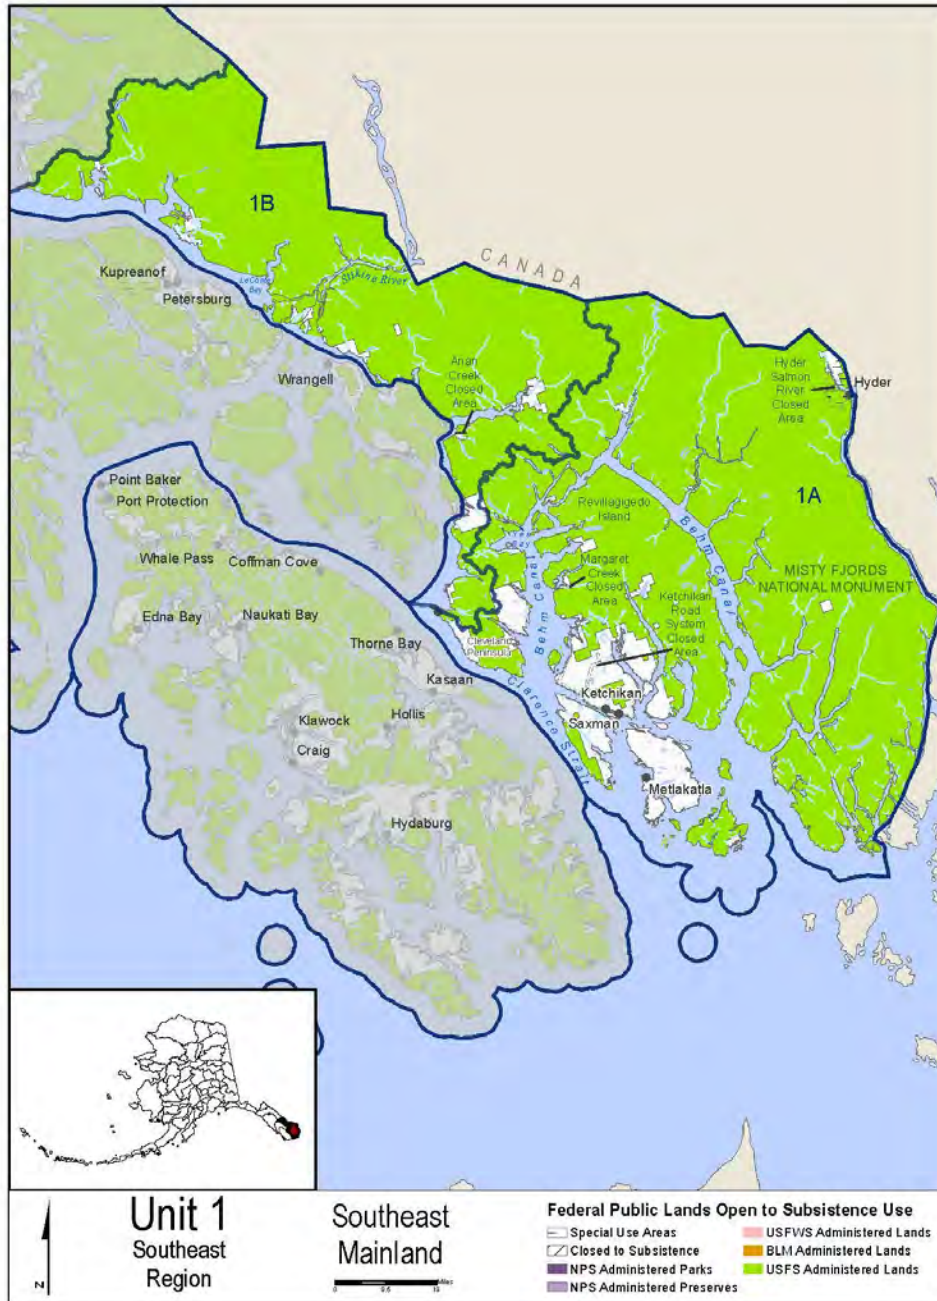 1B
CANADA
Kupreanof
Petersburg
LeConte
Bay
Stikine River
Wrangell
Anan
Creek
Closed
Area
Hyder
Salmon
River
Closed
Area
Hyder
1A
Point Baker
Port Protection
Whale Pass
Coffman Cove
Edna Bay
Naukati Bay
Thorne Bay
Kasaan
Klawock
Hollis
Craig
Hydaburg
Revillagigedo
Island
Behm Canal
Behm Canal
Margaret
Creek
Closed
Area
MISTY FJORDS
NATIONAL MONUMENT
Ketchikan
Road
System
Closed
Area
Cleveland
Peninsula
Clarence Strait
Ketchikan
Saxman
Metlakatla
N
Unit 1
Southeast
Region
Southeast
Mainland
Miles
0
Federal Public Lands Open to Subsistence Use
Special Use Areas
Closed to Subsistence
NPS Administered Parks
NPS Administered Preserves
USFWS Administered Lands
BLM Administered Lands
USFS Administered Lands